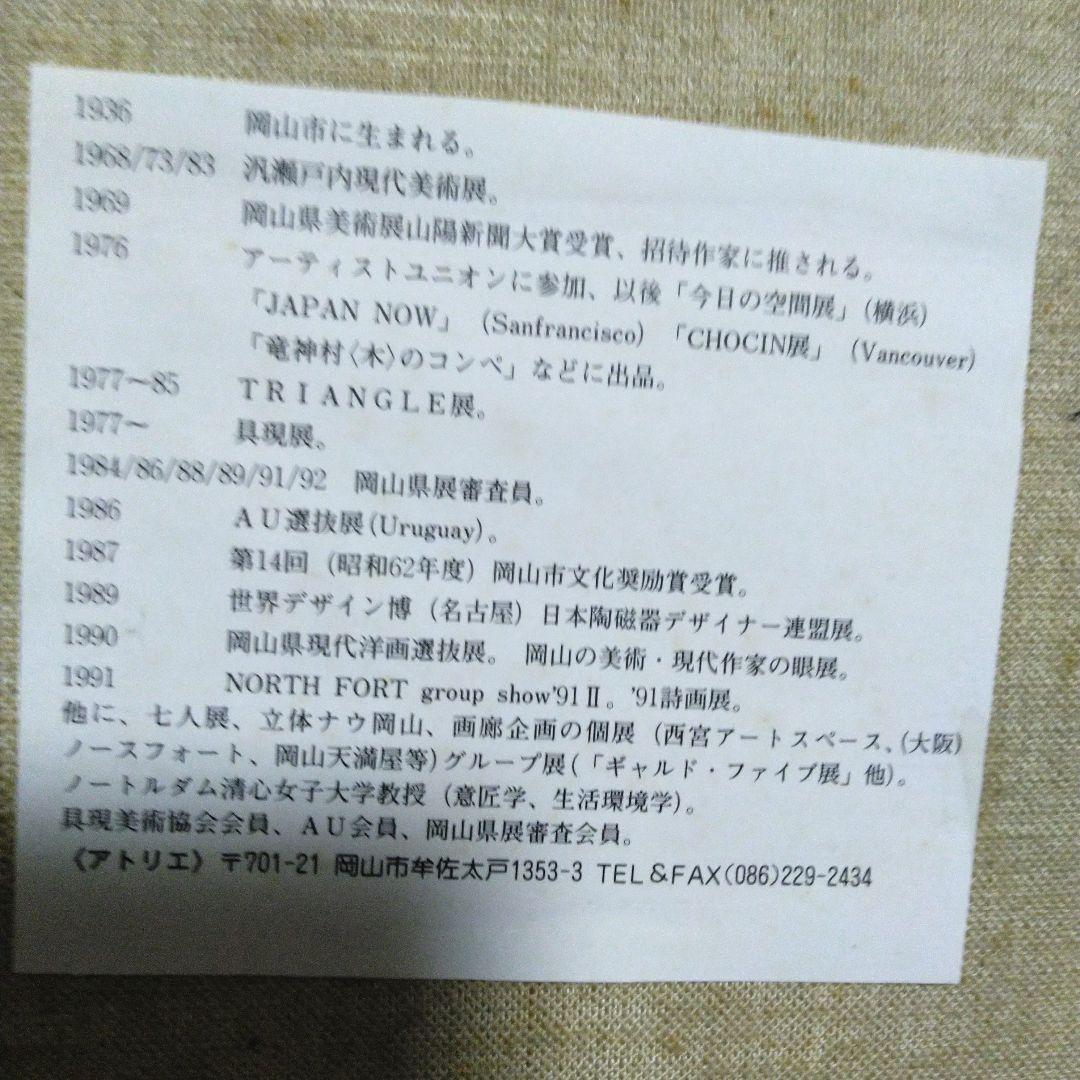 1936 岡山市に生まれる。
1968/73/83 汎瀬戸内現代美術展。
1969 岡山県美術展山陽新聞大賞受賞、招待作家に推される。
1976 アーティストユニオンに参加、以後「今日の空間展」(横浜)
「JAPAN NOW」 (Sanfrancisco) 「CHOCIN展」 (Vancouver)
「竜神村〈木〉のコンペ」などに出品。
1977〜85 TRIANGLE展。
1977〜 具現展。
1984/86/88/89/91/92 岡山県展審査員。
1986 AU選抜展(Uruguay)。
1987 第14回 (昭和62年度) 岡山市文化奨励賞受賞。
1989 世界デザイン博 (名古屋) 日本陶磁器デザイナー連盟展。
1990 岡山県現代洋画選抜展。 岡山の美術・現代作家の眼展。
1991 NORTH FORT group show'91Ⅱ。'91詩画展。
他に、七人展、立体ナウ岡山、画廊企画の個展 (西宮アートスペース、(大阪)
ノースフォート、岡山天満屋等)グループ展(「ギャルド・ファイブ展」他)。
ノートルダム清心女子大学教授 (意匠学、生活環境学)。
具現美術協会会員、AU会員、岡山県展審査会員。
《アトリエ》〒701-21 岡山市牟佐太戸1353-3 TEL&FAX(086)229-2434